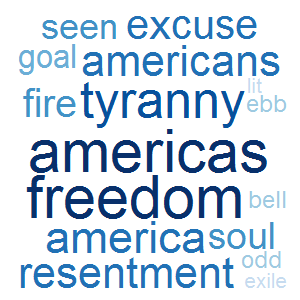 seen excuse
goal americans
lit
fire tyranny ebb
americas
freedom bell
america soul
odd
resentment exile